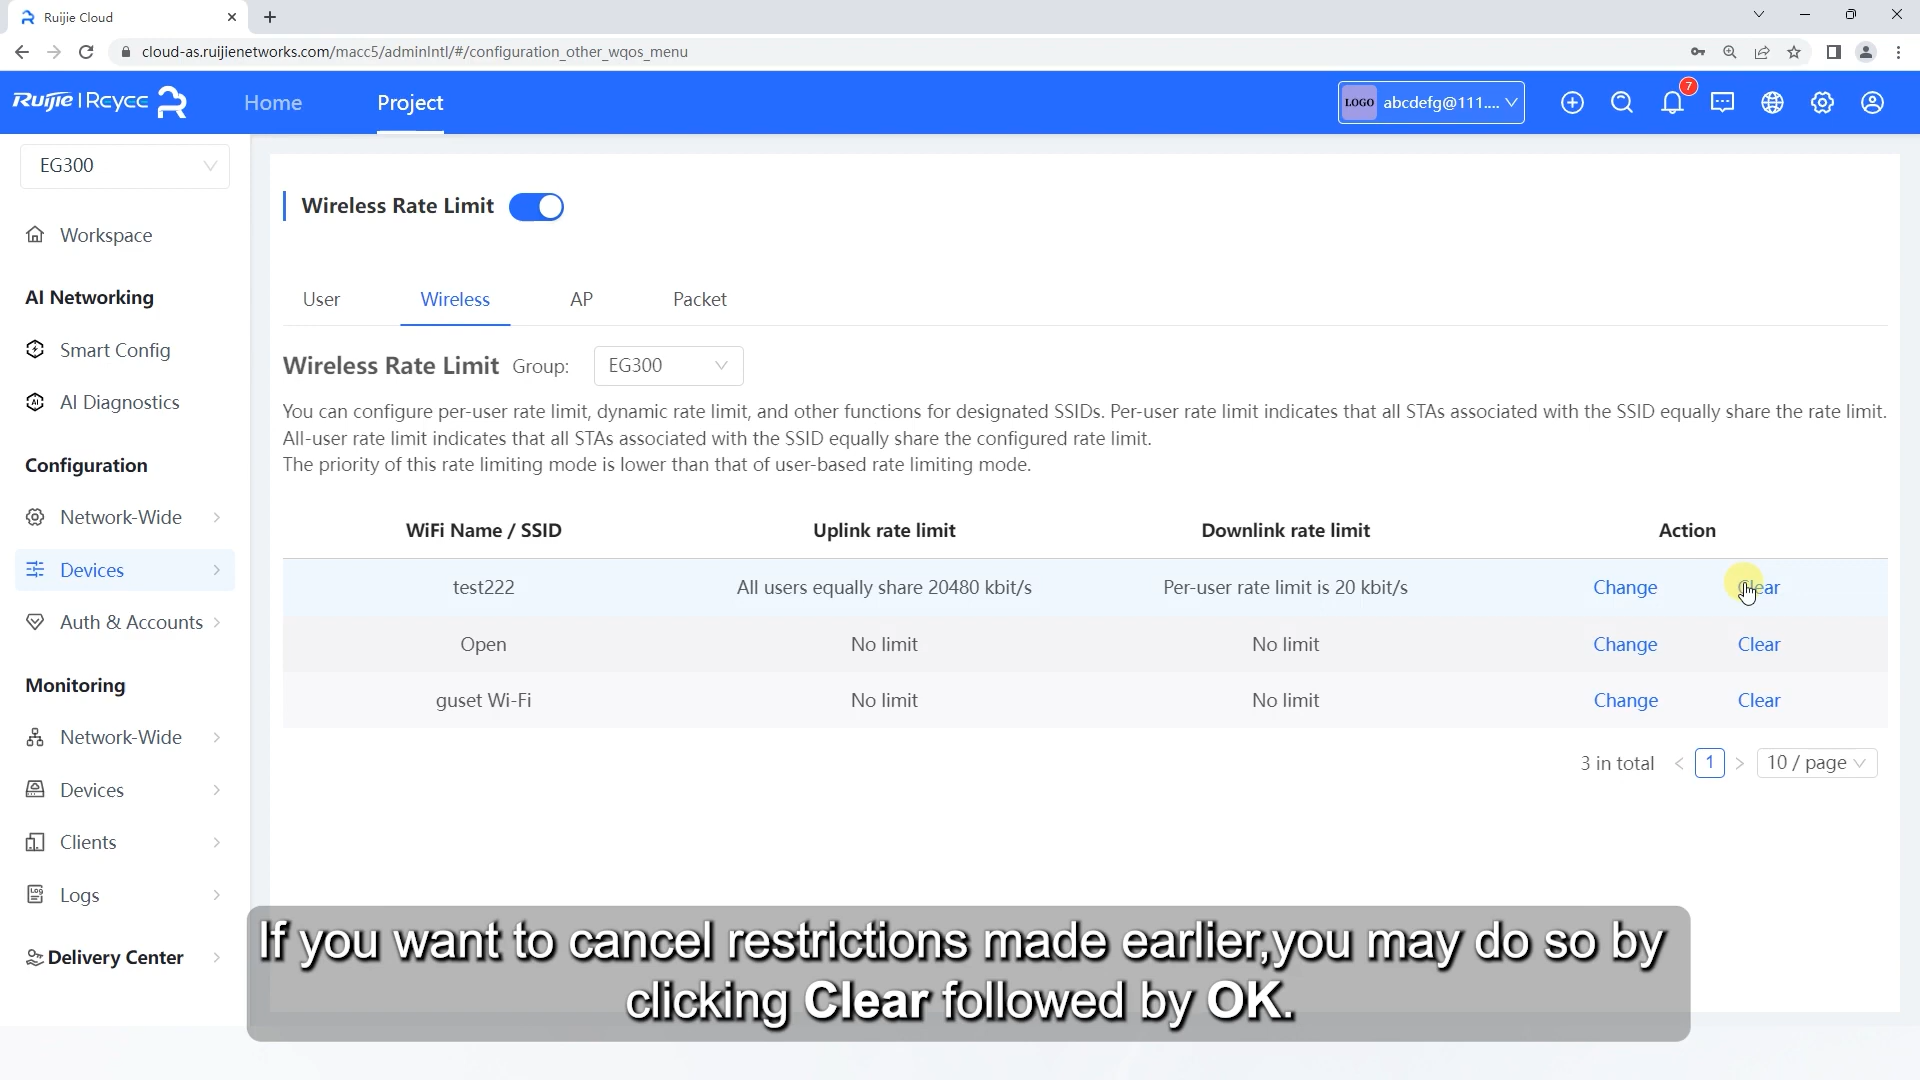 Ruijie Cloud
cloud-as.ruijienetworks.com/macc5/adminIntl/#/configuration_other_wqos_menu
Ruijie | Reycc
Home
Project
LOGO abcdefg@111....
7
EG300
Workspace
AI Networking
Smart Config
AI Diagnostics
Configuration
Network-Wide
Devices
Auth & Accounts
Monitoring
Network-Wide
Devices
Clients
Logs
Delivery Center
Wireless Rate Limit
User Wireless AP Packet
Wireless Rate Limit Group: EG300
You can configure per-user rate limit, dynamic rate limit, and other functions for designated SSIDs. Per-user rate limit indicates that all STAs associated with the SSID equally share the rate limit.
All-user rate limit indicates that all STAs associated with the SSID equally share the configured rate limit.
The priority of this rate limiting mode is lower than that of user-based rate limiting mode.
WiFi Name / SSID Uplink rate limit Downlink rate limit Action
test222 All users equally share 20480 kbit/s Per-user rate limit is 20 kbit/s Change Clear
Open No limit No limit Change Clear
guset Wi-Fi No limit No limit Change Clear
3 in total < 1 > 10 / page
If you want to cancel restrictions made earlier,you may do so by
clicking Clear followed by OK.